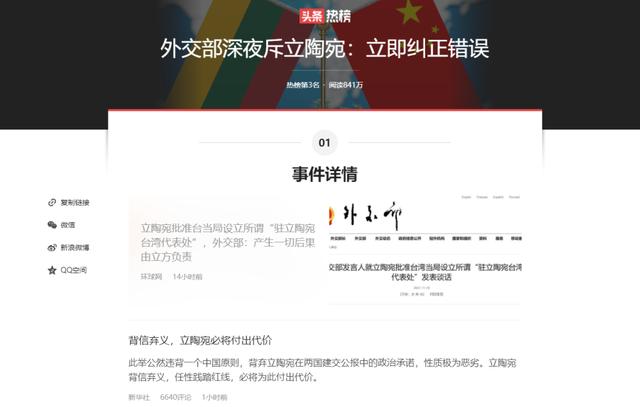 头条 热榜
外交部深夜斥立陶宛：立即纠正错误
热榜第3名 · 阅读841万
01
事件详情
复制链接
微信
新浪微博
QQ空间
立陶宛批准台当局设立所谓“驻立陶宛
台湾代表处”，外交部：产生一切后果
由立方负责
环球网 14小时前
外交部
交部发言人就立陶宛批准台湾当局设立所谓“驻立陶宛台湾
代表处”发表谈话
背信弃义，立陶宛必将付出代价
此举公然违背一个中国原则，背弃立陶宛在两国建交公报中的政治承诺，性质极为恶劣。立陶宛
背信弃义，任性践踏红线，必将为此付出代价。
新华社 6640评论 1小时前